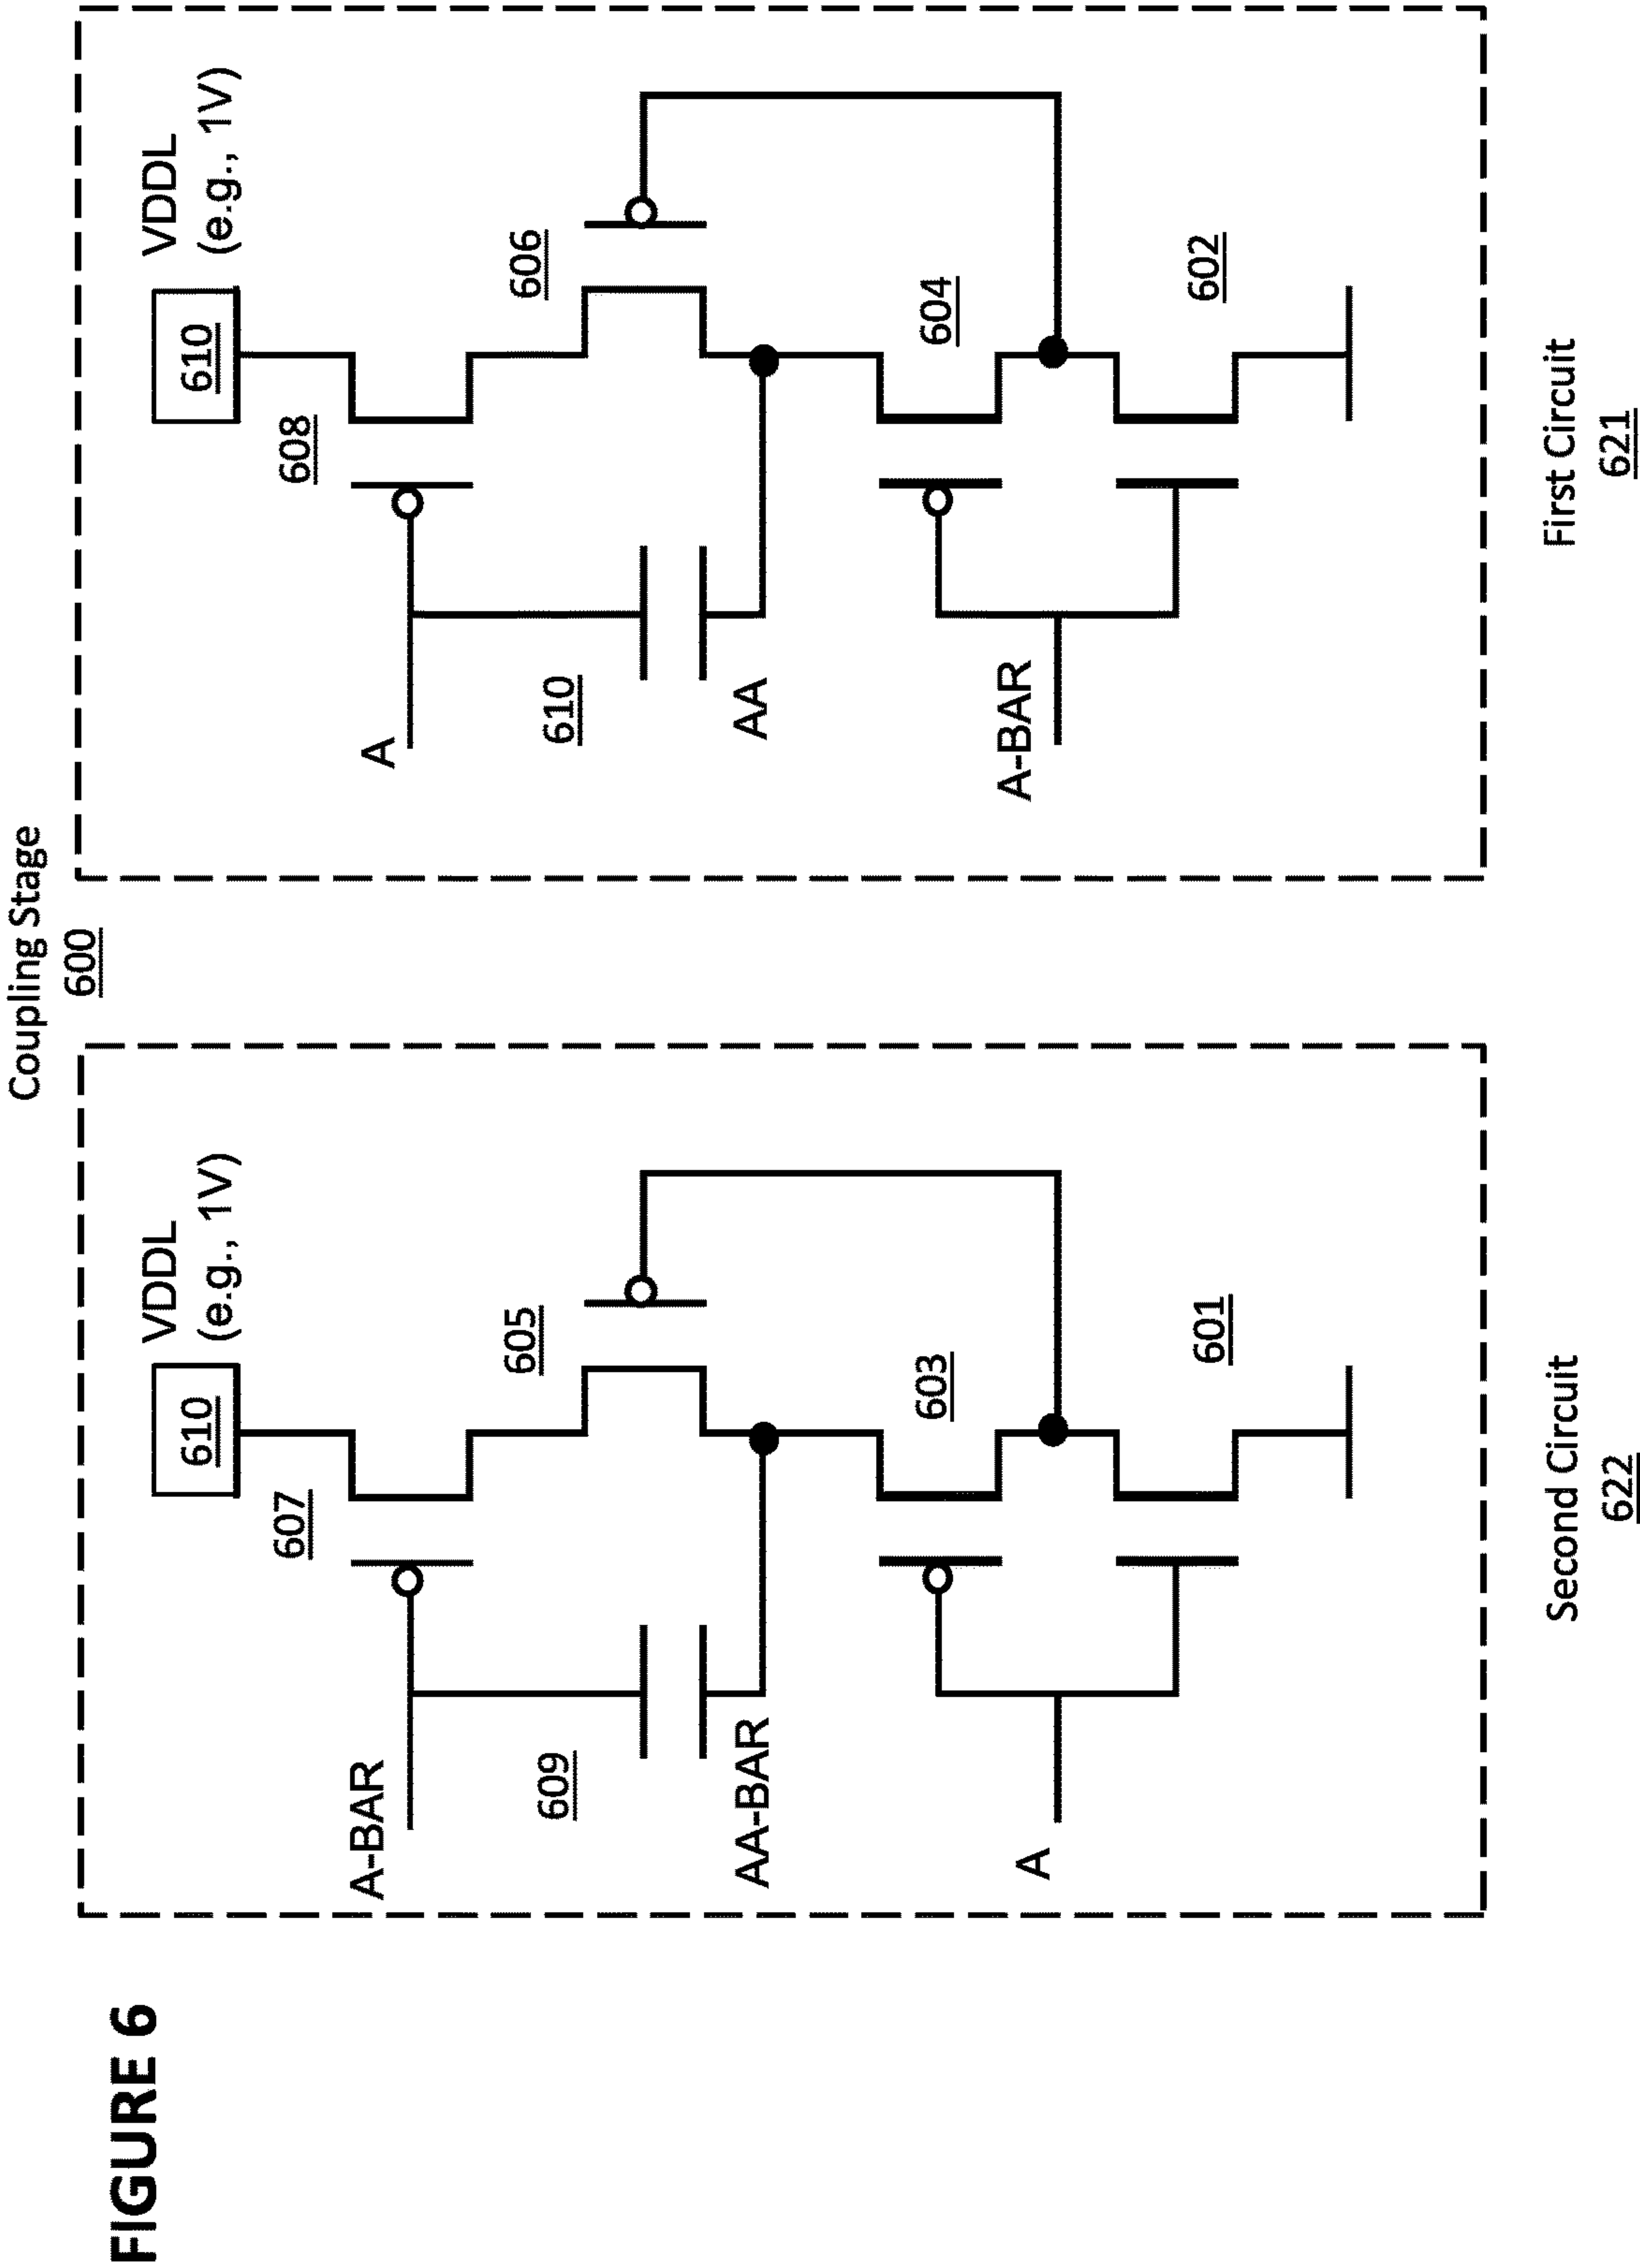 FIGURE 6
Coupling Stage
600
A-BAR
607
610
VDDL
(e.g., 1V)
609
605
AA-BAR
603
A
601
Second Circuit
622
A
608
610
VDDL
(e.g., 1V)
610
606
AA
604
A-BAR
602
First Circuit
621